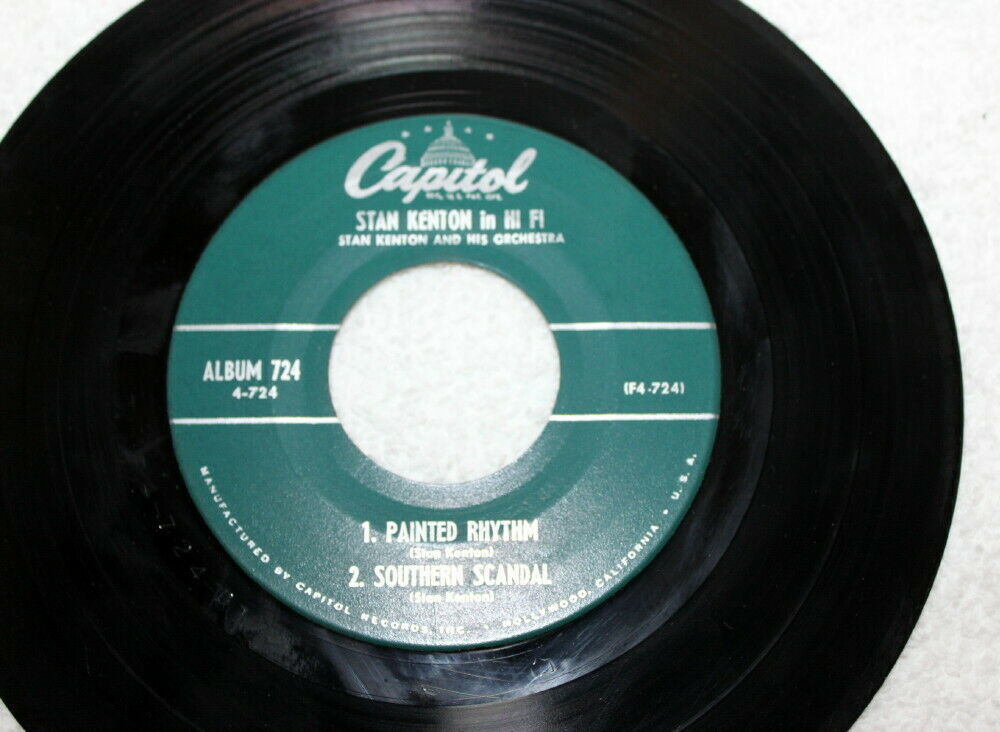 Capitol
STAN KENTON in HI FI
STAN KENTON AND HIS ORCHESTRA
ALBUM 724
4-724
(F4-724)
1. PAINTED RHYTHM
(Stan Kenton)
2. SOUTHERN SCANDAL
(Stan Kenton)
MANUFACTURED BY CAPITOL RECORDS, INC. • HOLLYWOOD, CALIFORNIA • U. S. A.